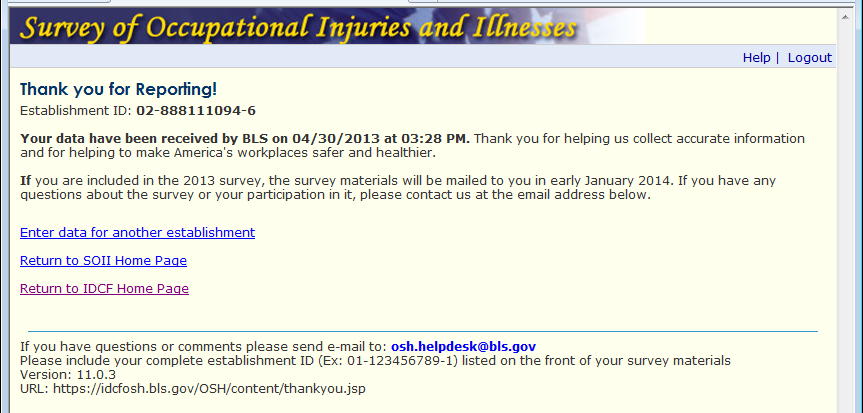 Survey of Occupational Injuries and Illnesses
Help | Logout
Thank you for Reporting!
Establishment ID: 02-888111094-6
Your data have been received by BLS on 04/30/2013 at 03:28 PM. Thank you for helping us collect accurate information
and for helping to make America's workplaces safer and healthier.
If you are included in the 2013 survey, the survey materials will be mailed to you in early January 2014. If you have any
questions about the survey or your participation in it, please contact us at the email address below.
Enter data for another establishment
Return to SOII Home Page
Return to IDCF Home Page
If you have questions or comments please send e-mail to: osh.helpdesk@bls.gov
Please include your complete establishment ID (Ex: 01-123456789-1) listed on the front of your survey materials
Version: 11.0.3
URL: https://idcfosh.bls.gov/OSH/content/thankyou.jsp